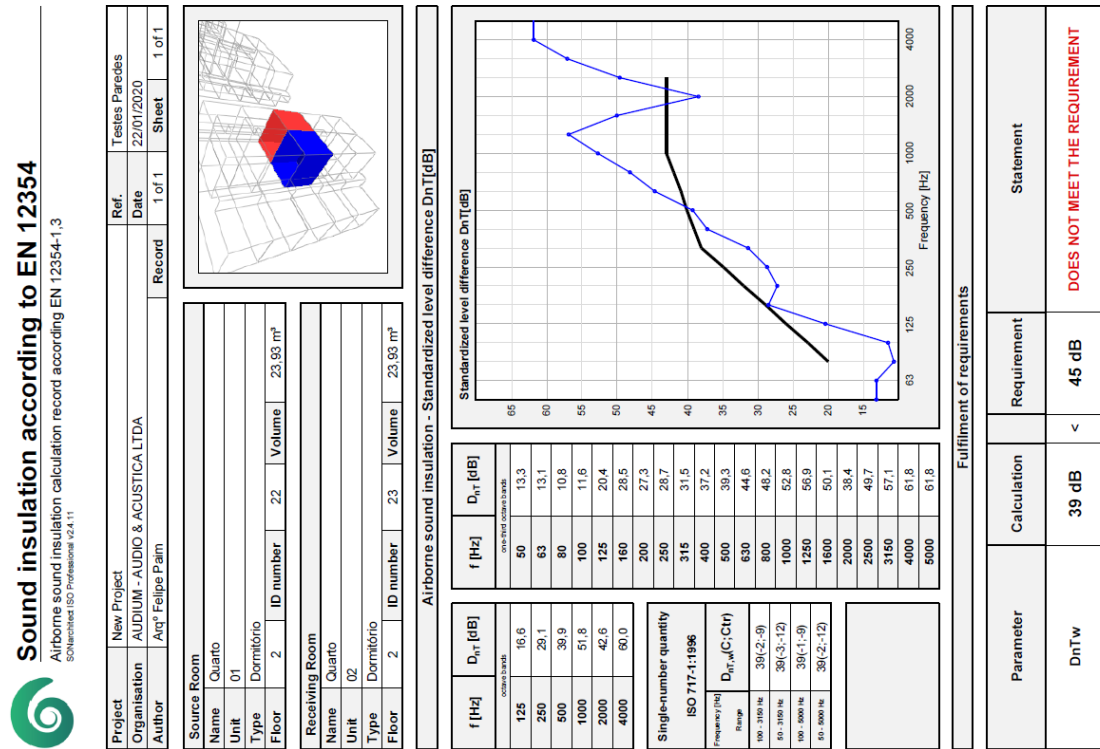 Sound insulation according to EN 12354
Airborne sound insulation calculation record according EN 12354-1,3
SONarchitect ISO Professional v2.4.11
Project New Project Ref. Testes Paredes
Organisation AUDIUM - AUDIO & ACUSTICA LTDA Date 22/01/2020
Author Arqº Felipe Paim Record 1 of 1 Sheet 1 of 1
Source Room
Name Quarto
Unit 01
Type Dormitório
Floor 2 ID number 22 Volume 23,93 m³
Receiving Room
Name Quarto
Unit 02
Type Dormitório
Floor 2 ID number 23 Volume 23,93 m³
Airborne sound insulation - Standardized level difference DnT[dB]
f [Hz] DnT [dB]
octave bands
125 16,6
250 29,1
500 39,9
1000 51,8
2000 42,6
4000 60,0
Single-number quantity
ISO 717-1:1996
Frequency [Hz] Range DnT,w(C;Ctr)
100 - 3150 Hz 39(-2;-9)
50 - 3150 Hz 39(-3;-12)
100 - 5000 Hz 39(-1;-9)
50 - 5000 Hz 39(-2;-12)
f [Hz] DnT [dB]
one-third octave bands
50 13,3
63 13,1
80 10,8
100 11,6
125 20,4
160 28,5
200 27,3
250 28,7
315 31,5
400 37,2
500 39,3
630 44,6
800 48,2
1000 52,8
1250 56,9
1600 50,1
2000 38,4
2500 49,7
3150 57,1
4000 61,8
5000 61,8
Standardized level difference DnT[dB]
65
60
55
50
45
40
35
30
25
20
15
63 125 250 500 1000 2000 4000
Frequency [Hz]
Fulfilment of requirements
Parameter Calculation Requirement Statement
DnTw 39 dB < 45 dB DOES NOT MEET THE REQUIREMENT